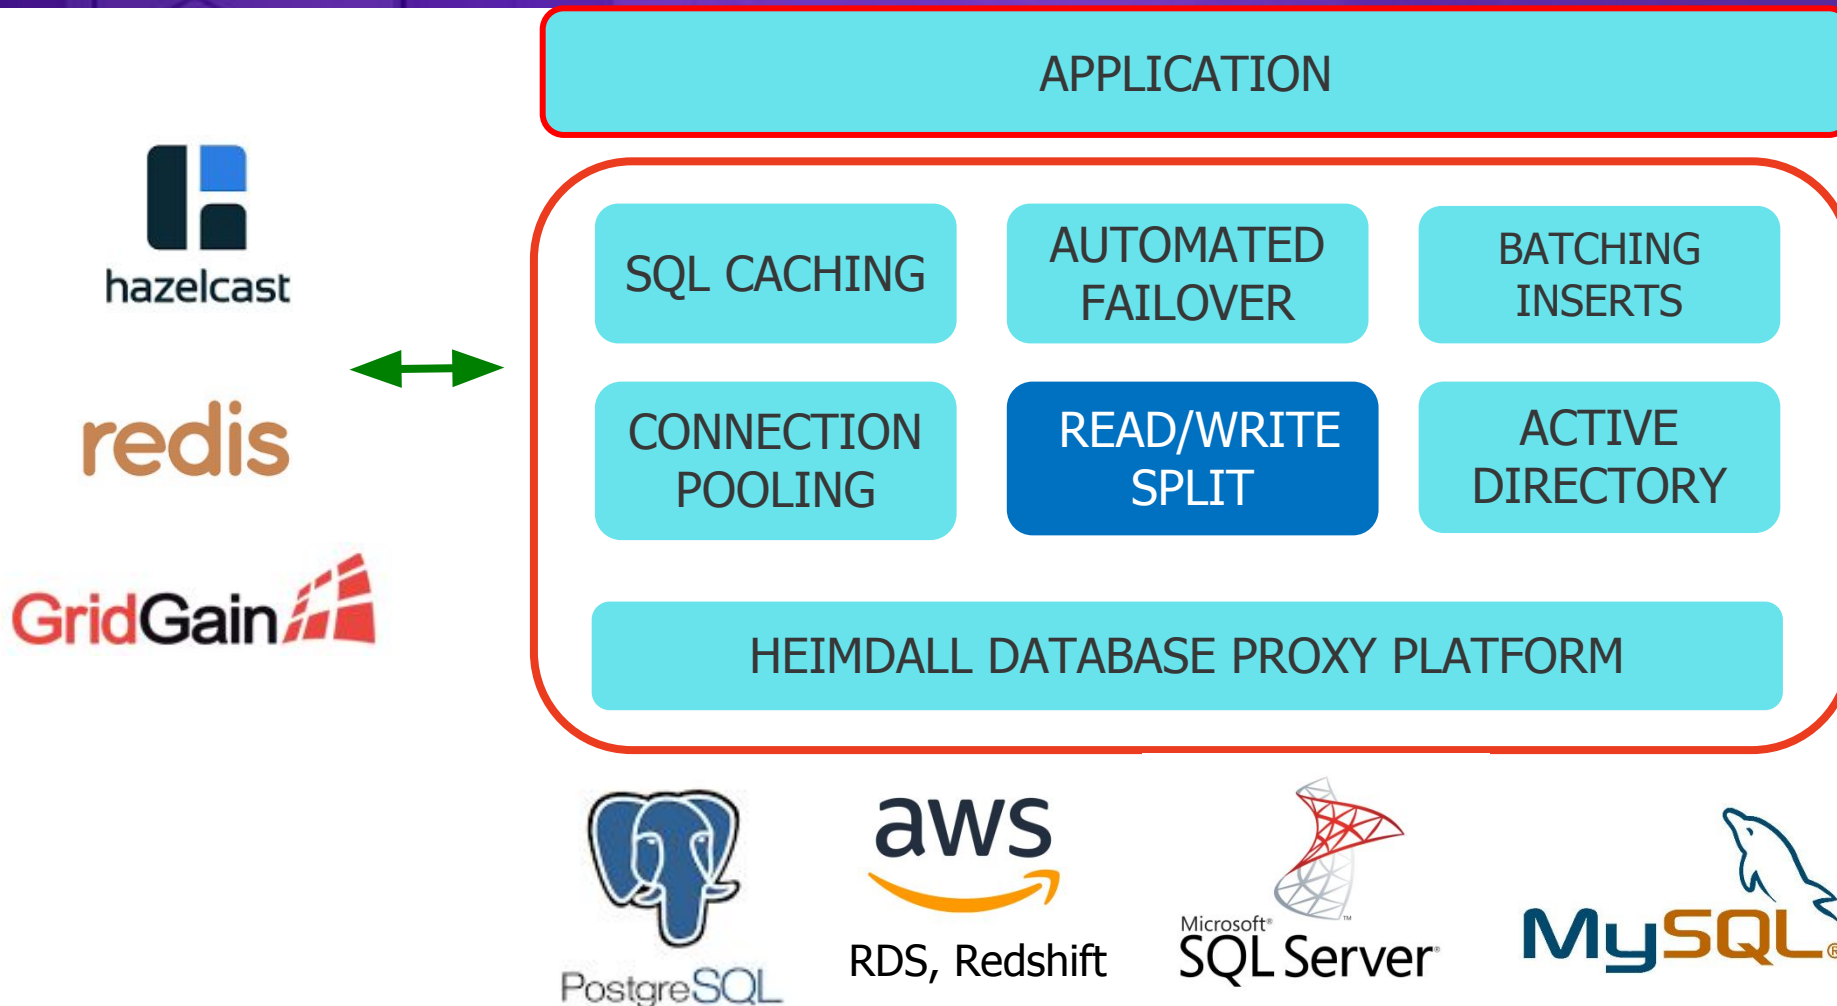 APPLICATION
hazelcast
redis
GridGain
SQL CACHING
AUTOMATED
FAILOVER
BATCHING
INSERTS
CONNECTION
POOLING
READ/WRITE
SPLIT
ACTIVE
DIRECTORY
HEIMDALL DATABASE PROXY PLATFORM
PostgreSQL
aws
RDS, Redshift
Microsoft®
SQL Server®
™
MySQL®